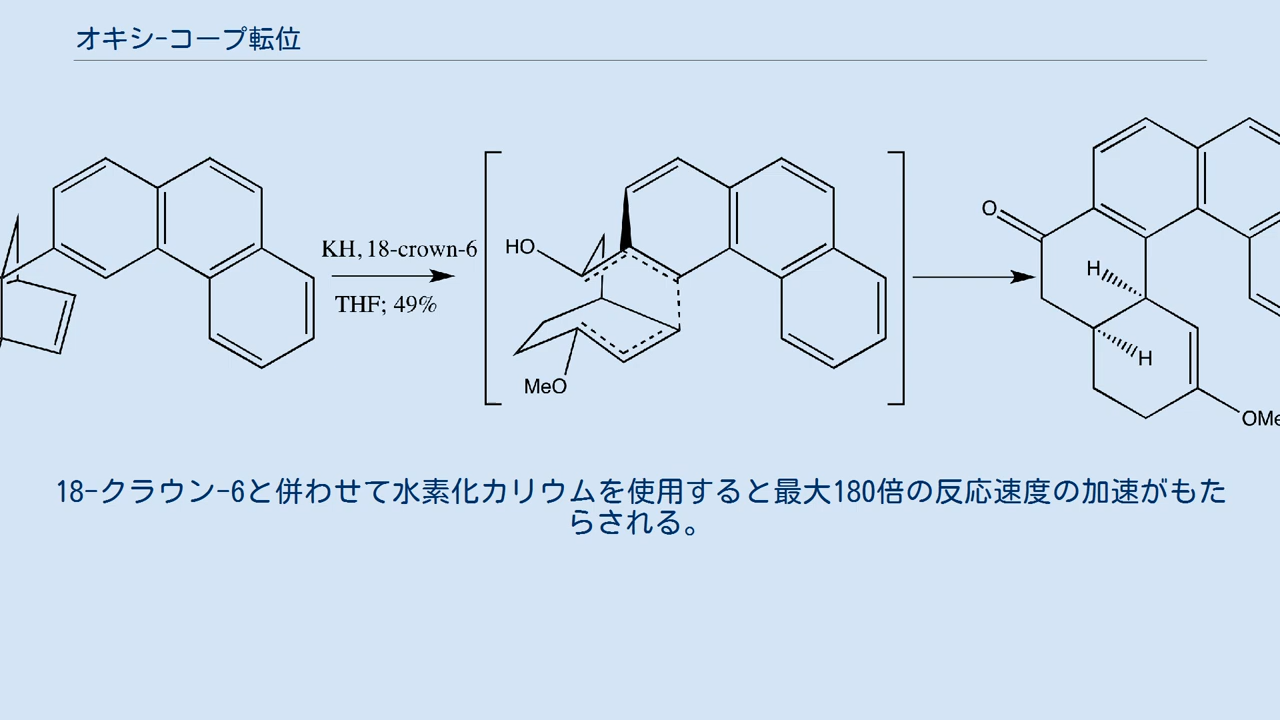 オキシ-コープ転位
KH, 18-crown-6
THF; 49%
HO
MeO
O
H
H
OMe
18-クラウン-6と併わせて水素化カリウムを使用すると最大180倍の反応速度の加速がもた
らされる。